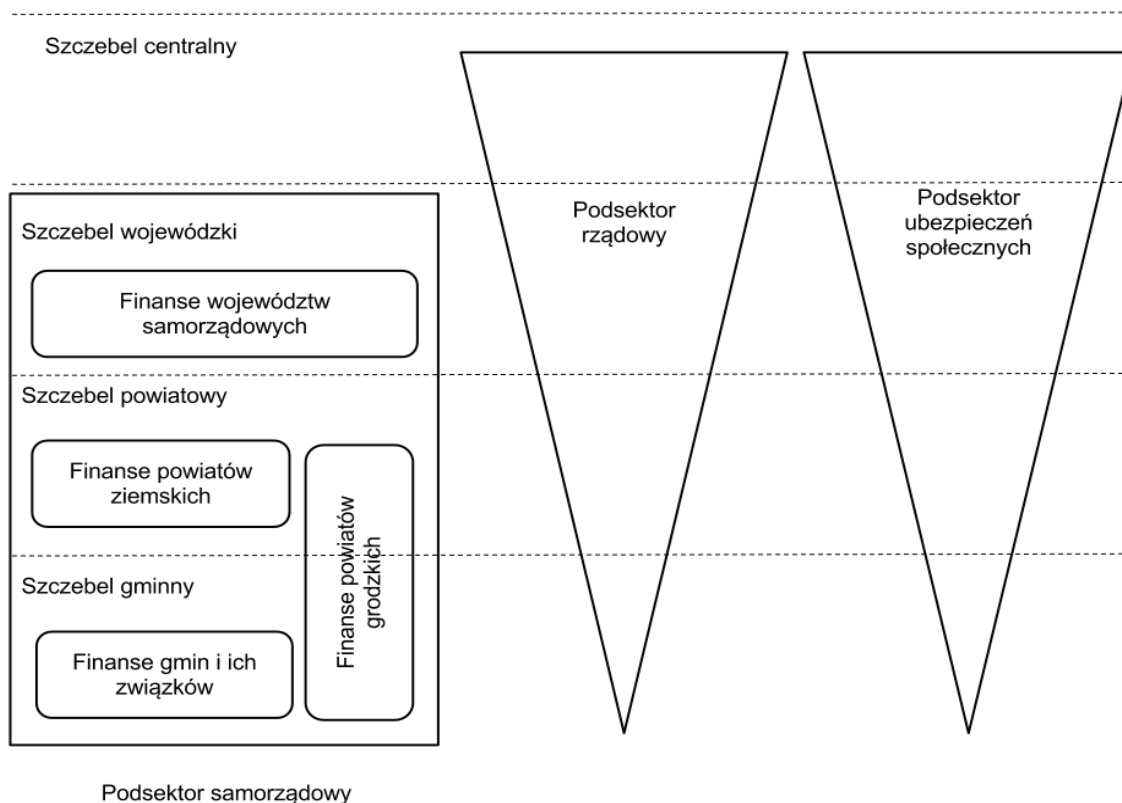 Szczebel centralny
Szczebel wojewódzki
Finanse województw
samorządowych
Szczebel powiatowy
Finanse powiatów
ziemskich
Finanse powiatów
grodzkich
Szczebel gminny
Finanse gmin i ich
związków
Podsektor samorządowy
Podsektor
rządowy
Podsektor
ubezpieczeń
społecznych